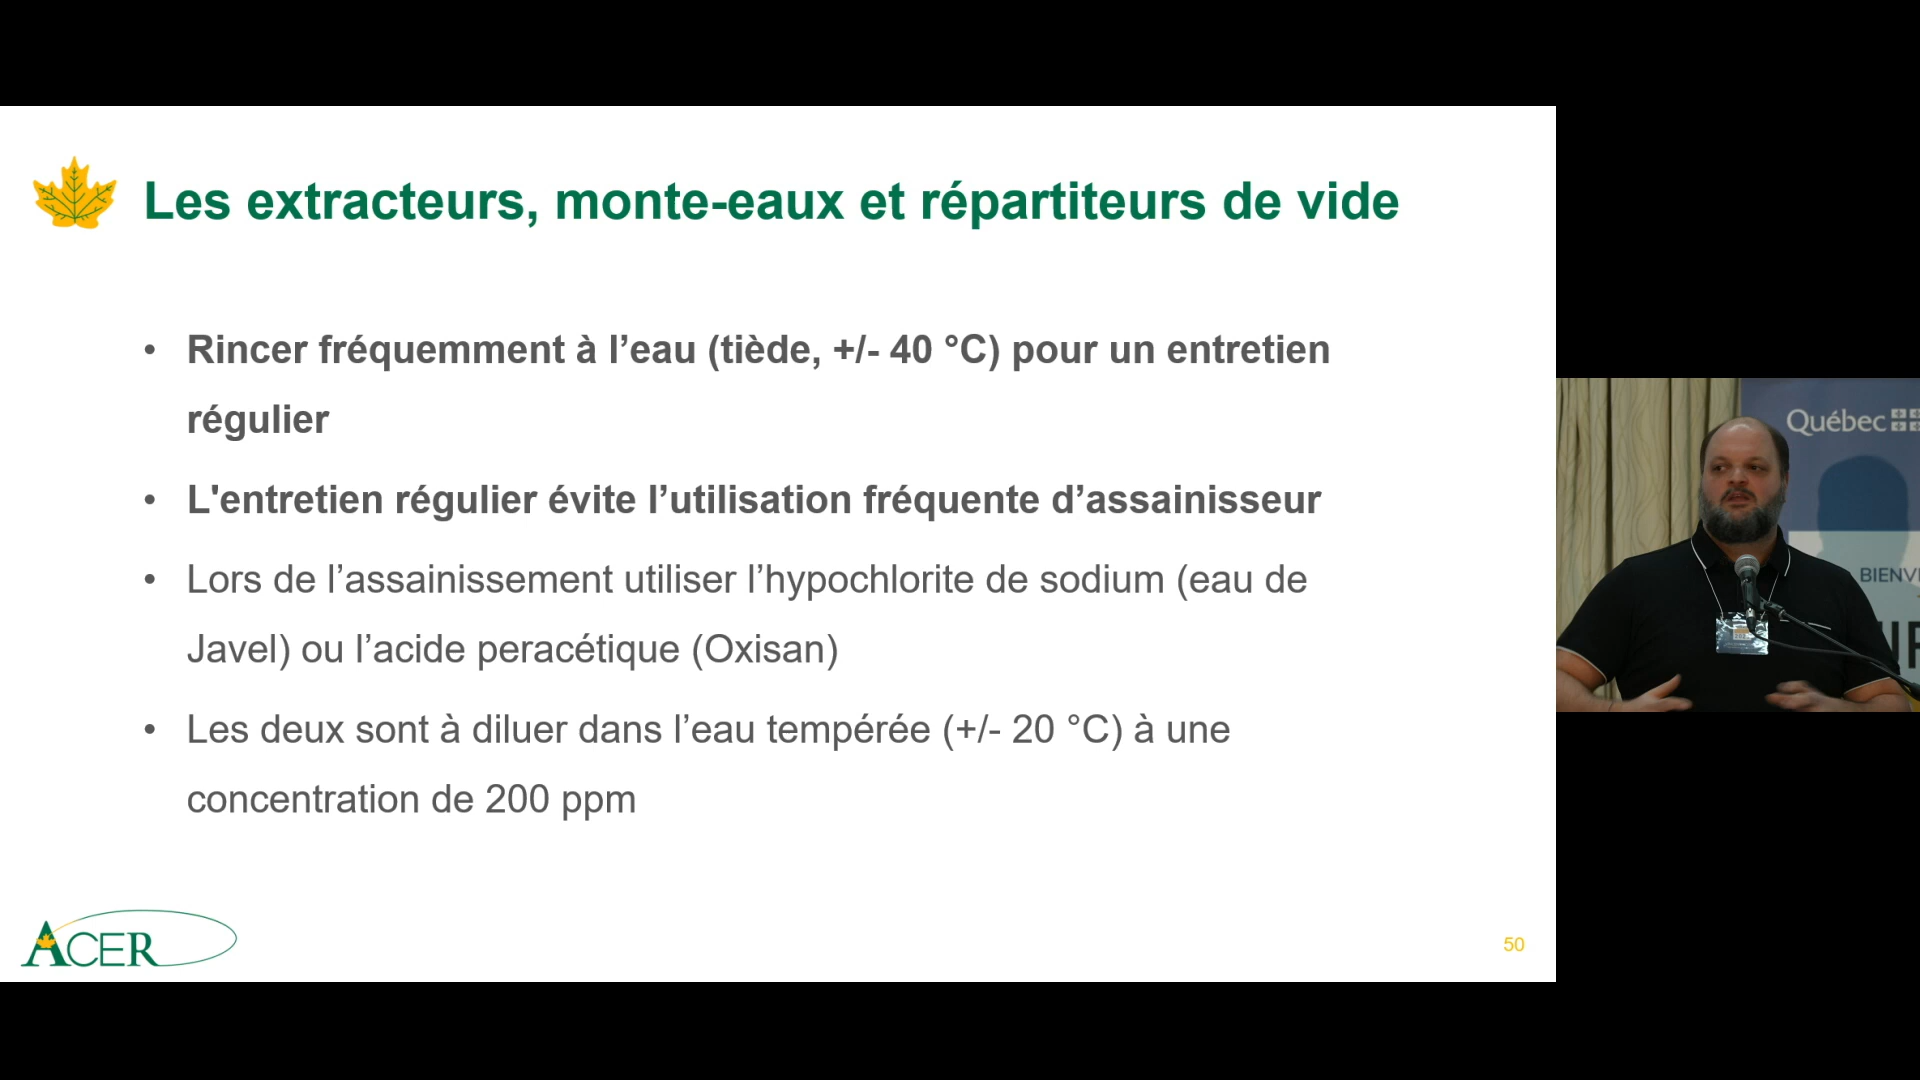 Les extracteurs, monte-eaux et répartiteurs de vide
• Rincer fréquemment à l’eau (tiède, +/- 40 °C) pour un entretien
régulier
• L'entretien régulier évite l’utilisation fréquente d’assainisseur
• Lors de l’assainissement utiliser l’hypochlorite de sodium (eau de
Javel) ou l’acide peracétique (Oxisan)
• Les deux sont à diluer dans l’eau tempérée (+/- 20 °C) à une
concentration de 200 ppm
ACER
50
Québec
BIENV